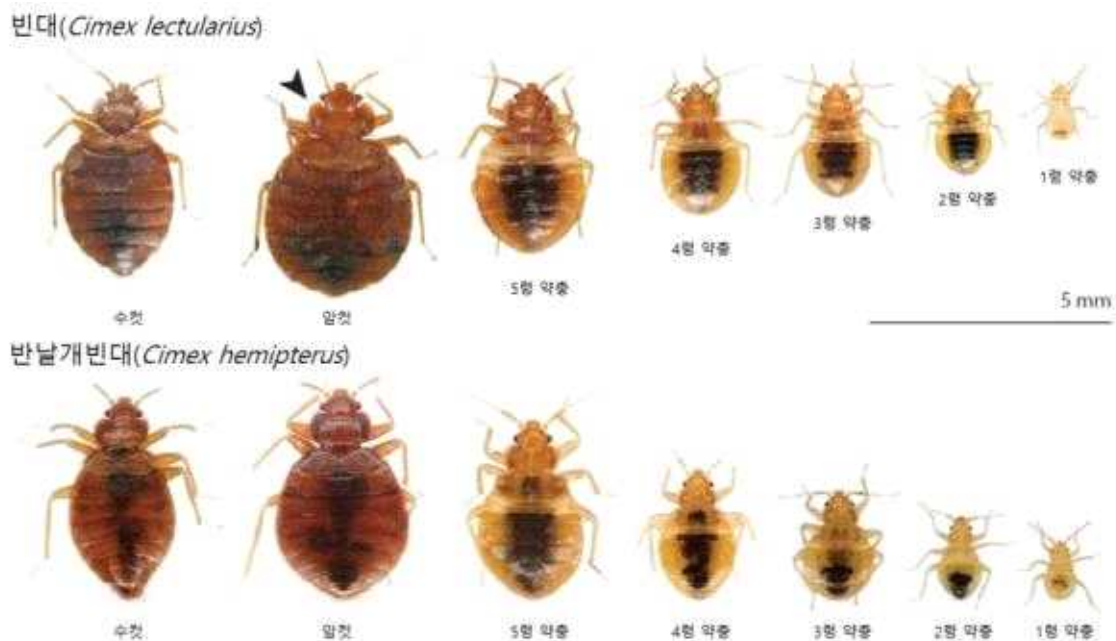 빈대(Cimex lectularius)
수컷
암컷
5령 약충
4령 약충
3령 약충
2령 약충
1령 약충
5 mm
반날개빈대(Cimex hemipterus)
수컷
암컷
5령 약충
4령 약충
3령 약충
2령 약충
1령 약충